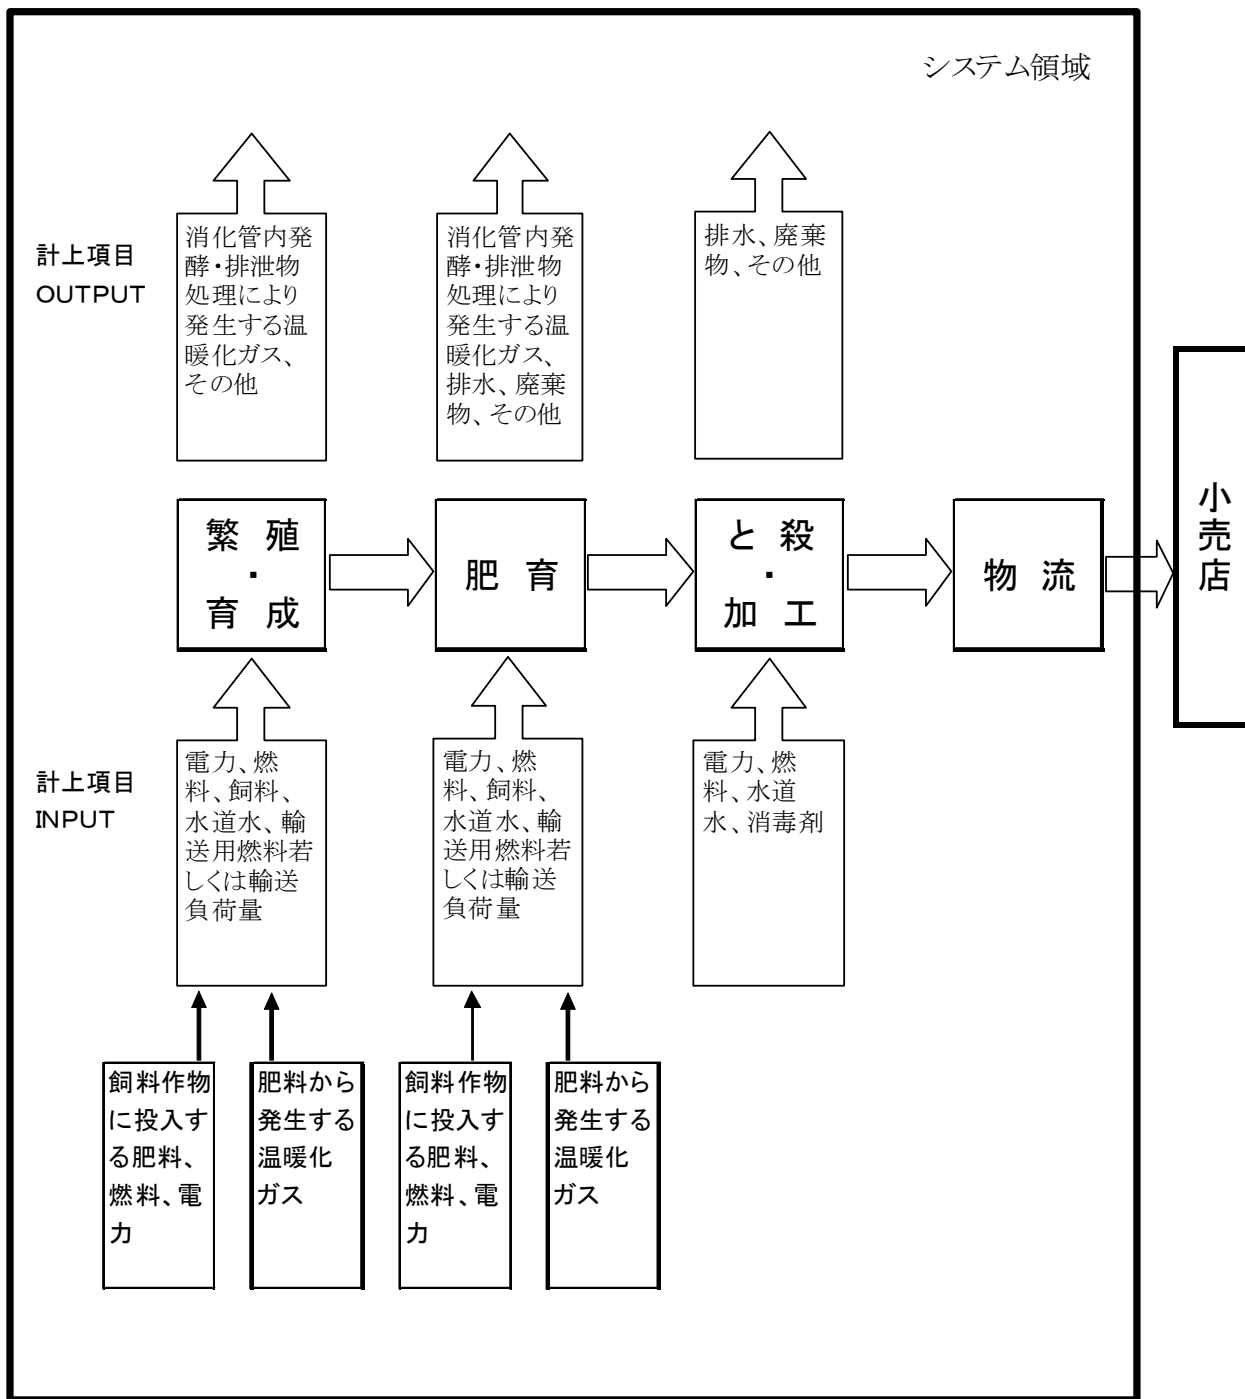 システム領域
計上項目
OUTPUT
消化管内発
酵・排泄物
処理により
発生する温
暖化ガス、
その他
消化管内発
酵・排泄物
処理により
発生する温
暖化ガス、
排水、廃棄
物、その他
排水、廃棄
物、その他
繁殖
・
育成
肥育
と殺
・
加工
物流
小売店
計上項目
INPUT
電力、燃
料、飼料、
水道水、輸
送用燃料若
しくは輸送
負荷量
電力、燃
料、飼料、
水道水、輸
送用燃料若
しくは輸送
負荷量
電力、燃
料、水道
水、消毒剤
飼料作物
に投入す
る肥料、
燃料、電
力
肥料から
発生する
温暖化
ガス
飼料作物
に投入す
る肥料、
燃料、電
力
肥料から
発生する
温暖化
ガス